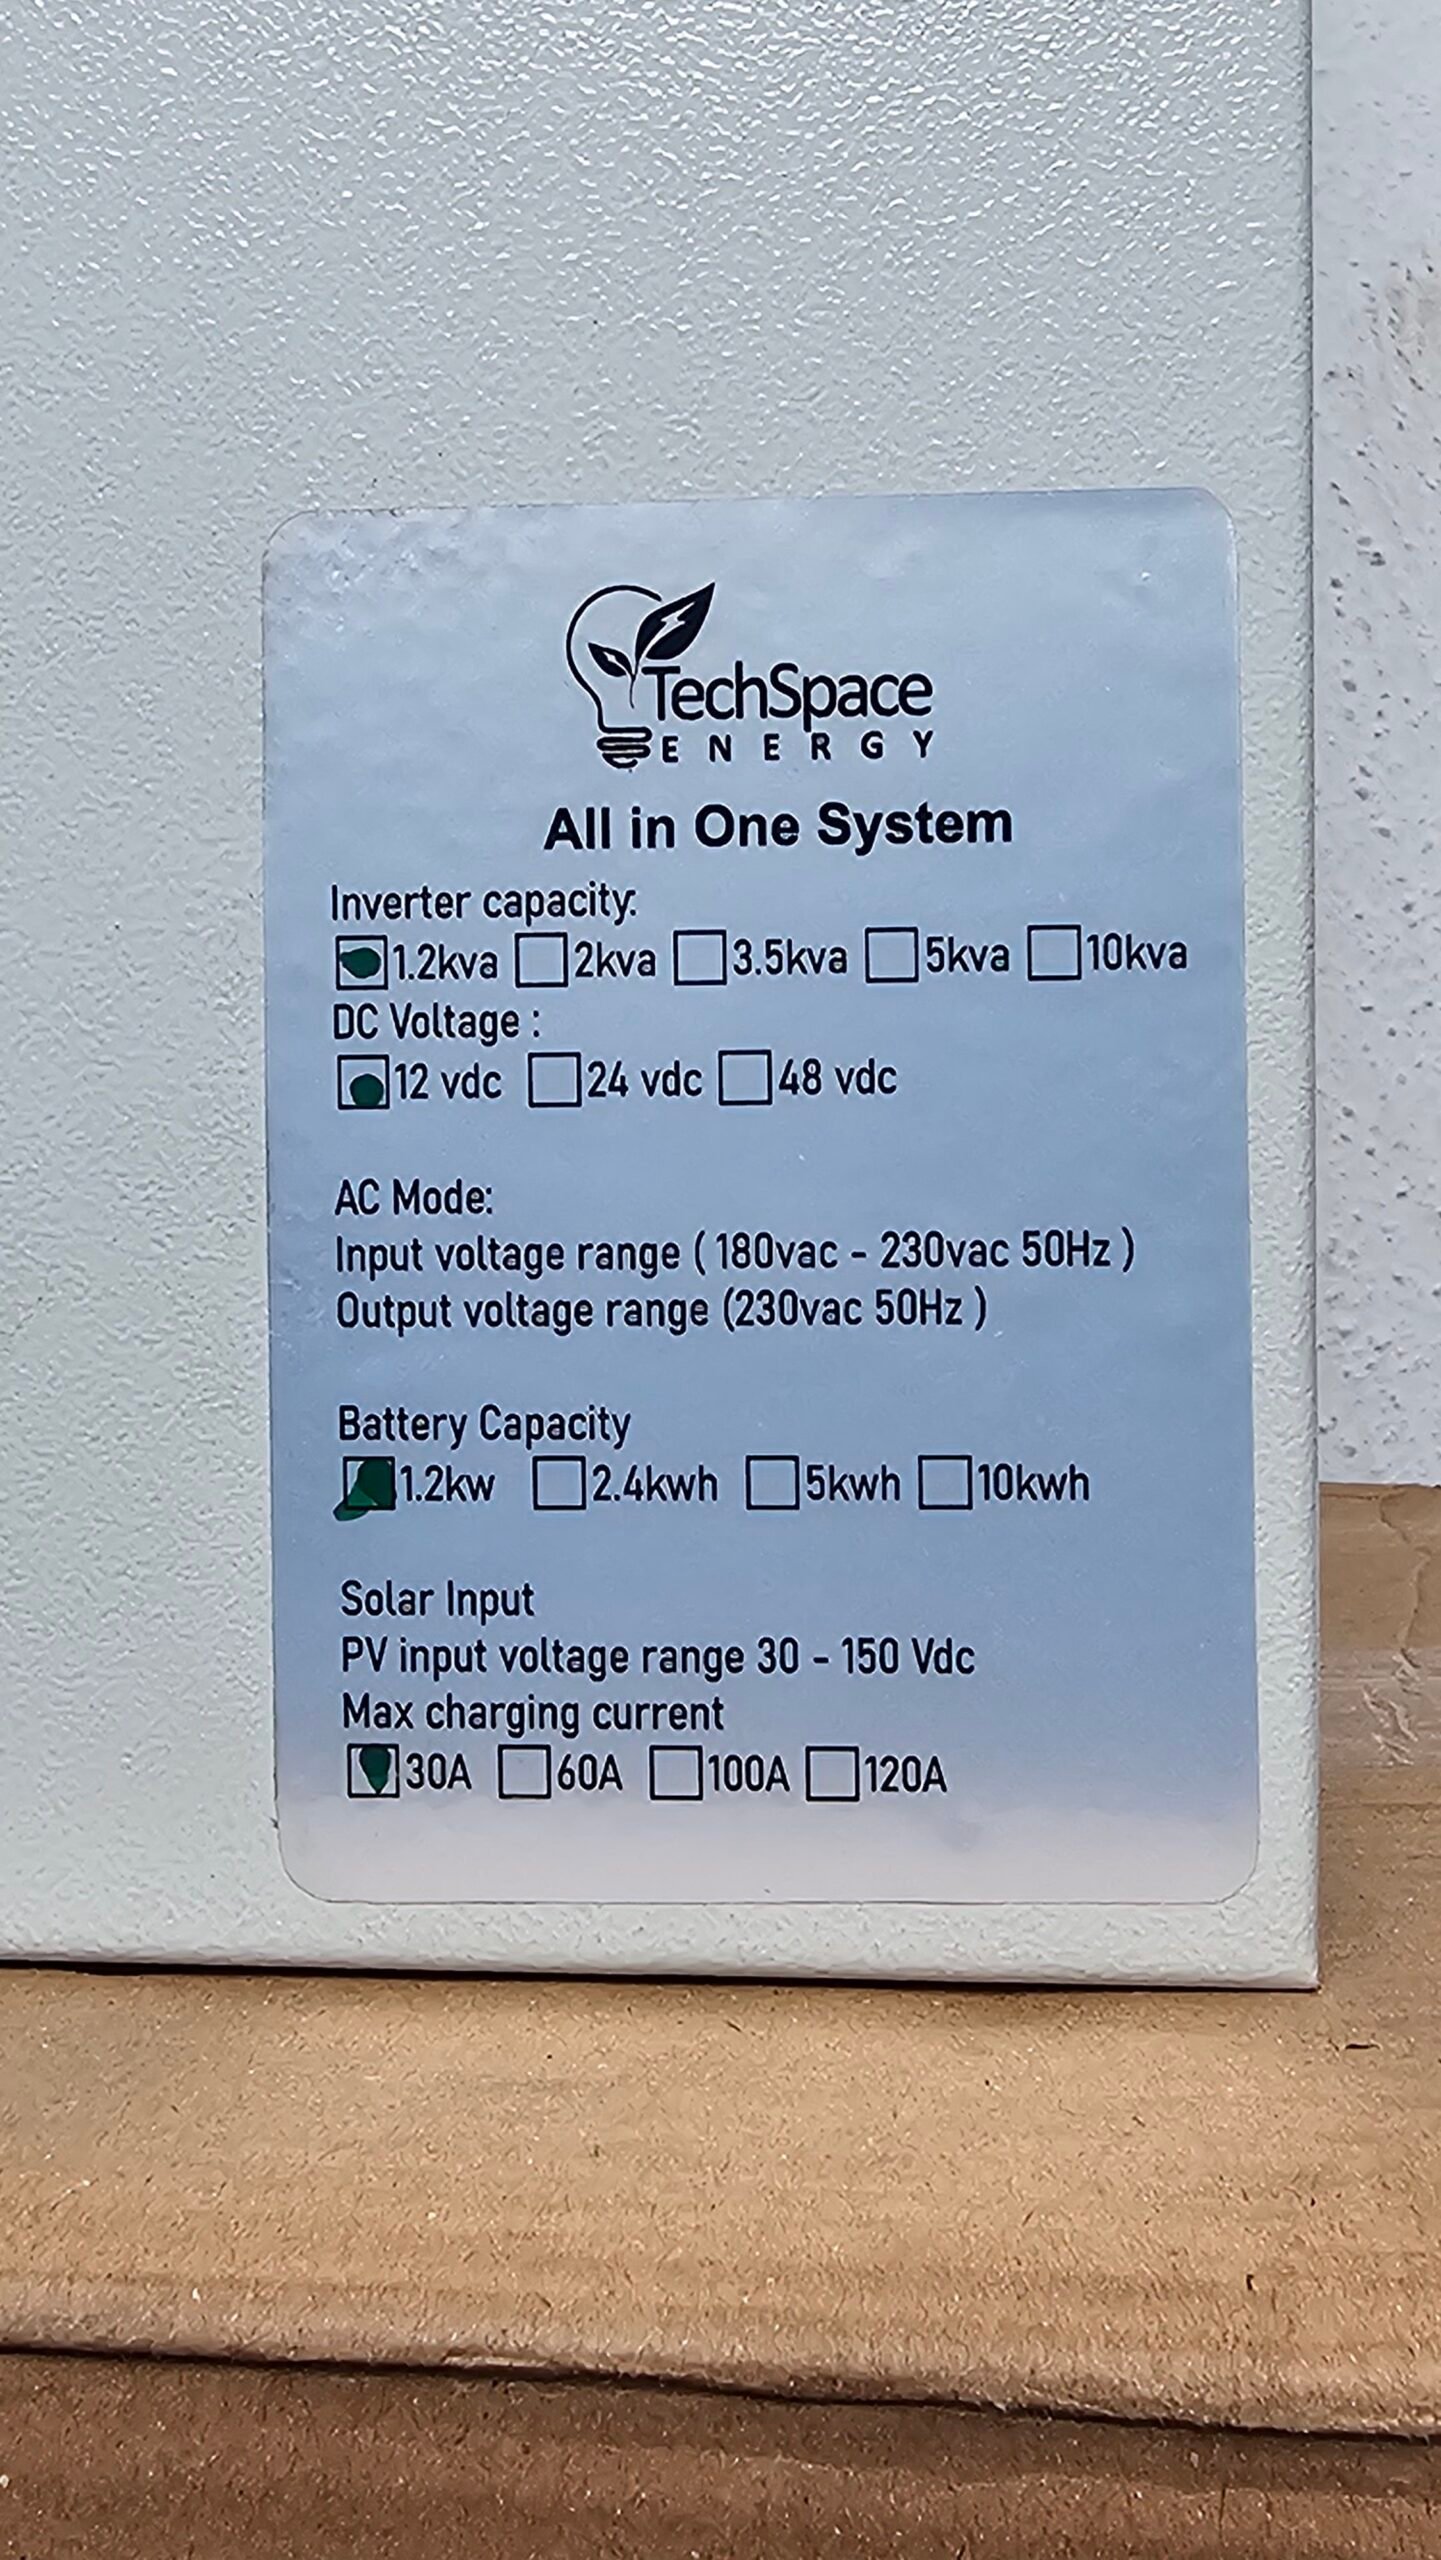 TechSpace
ENERGY
All in One System
Inverter capacity:
1.2kva 2kva 3.5kva 5kva 10kva
DC Voltage :
12 vdc 24 vdc 48 vdc
AC Mode:
Input voltage range ( 180vac - 230vac 50Hz )
Output voltage range (230vac 50Hz )
Battery Capacity
1.2kw 2.4kwh 5kwh 10kwh
Solar Input
PV input voltage range 30 - 150 Vdc
Max charging current
30A 60A 100A 120A